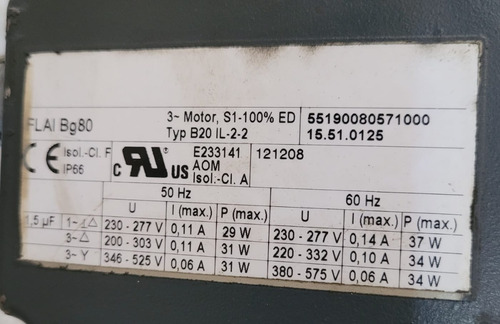 FLAI Bg80 3~ Motor, S1-100% ED 55190080571000
Typ B20 IL-2-2 15.51.0125
CE Isol.-Cl. F IP66 C RU US E233141 121208
AOM
Isol.-Cl. A
50 Hz 60 Hz
U I (max.) P (max.) U I (max.) P (max.)
1,5 µF 1~ ⊿△ 230 - 277 V 0,11 A 29 W 230 - 277 V 0,14 A 37 W
3~ △ 200 - 303 V 0,11 A 31 W 220 - 332 V 0,10 A 34 W
3~ Y 346 - 525 V 0,06 A 31 W 380 - 575 V 0,06 A 34 W